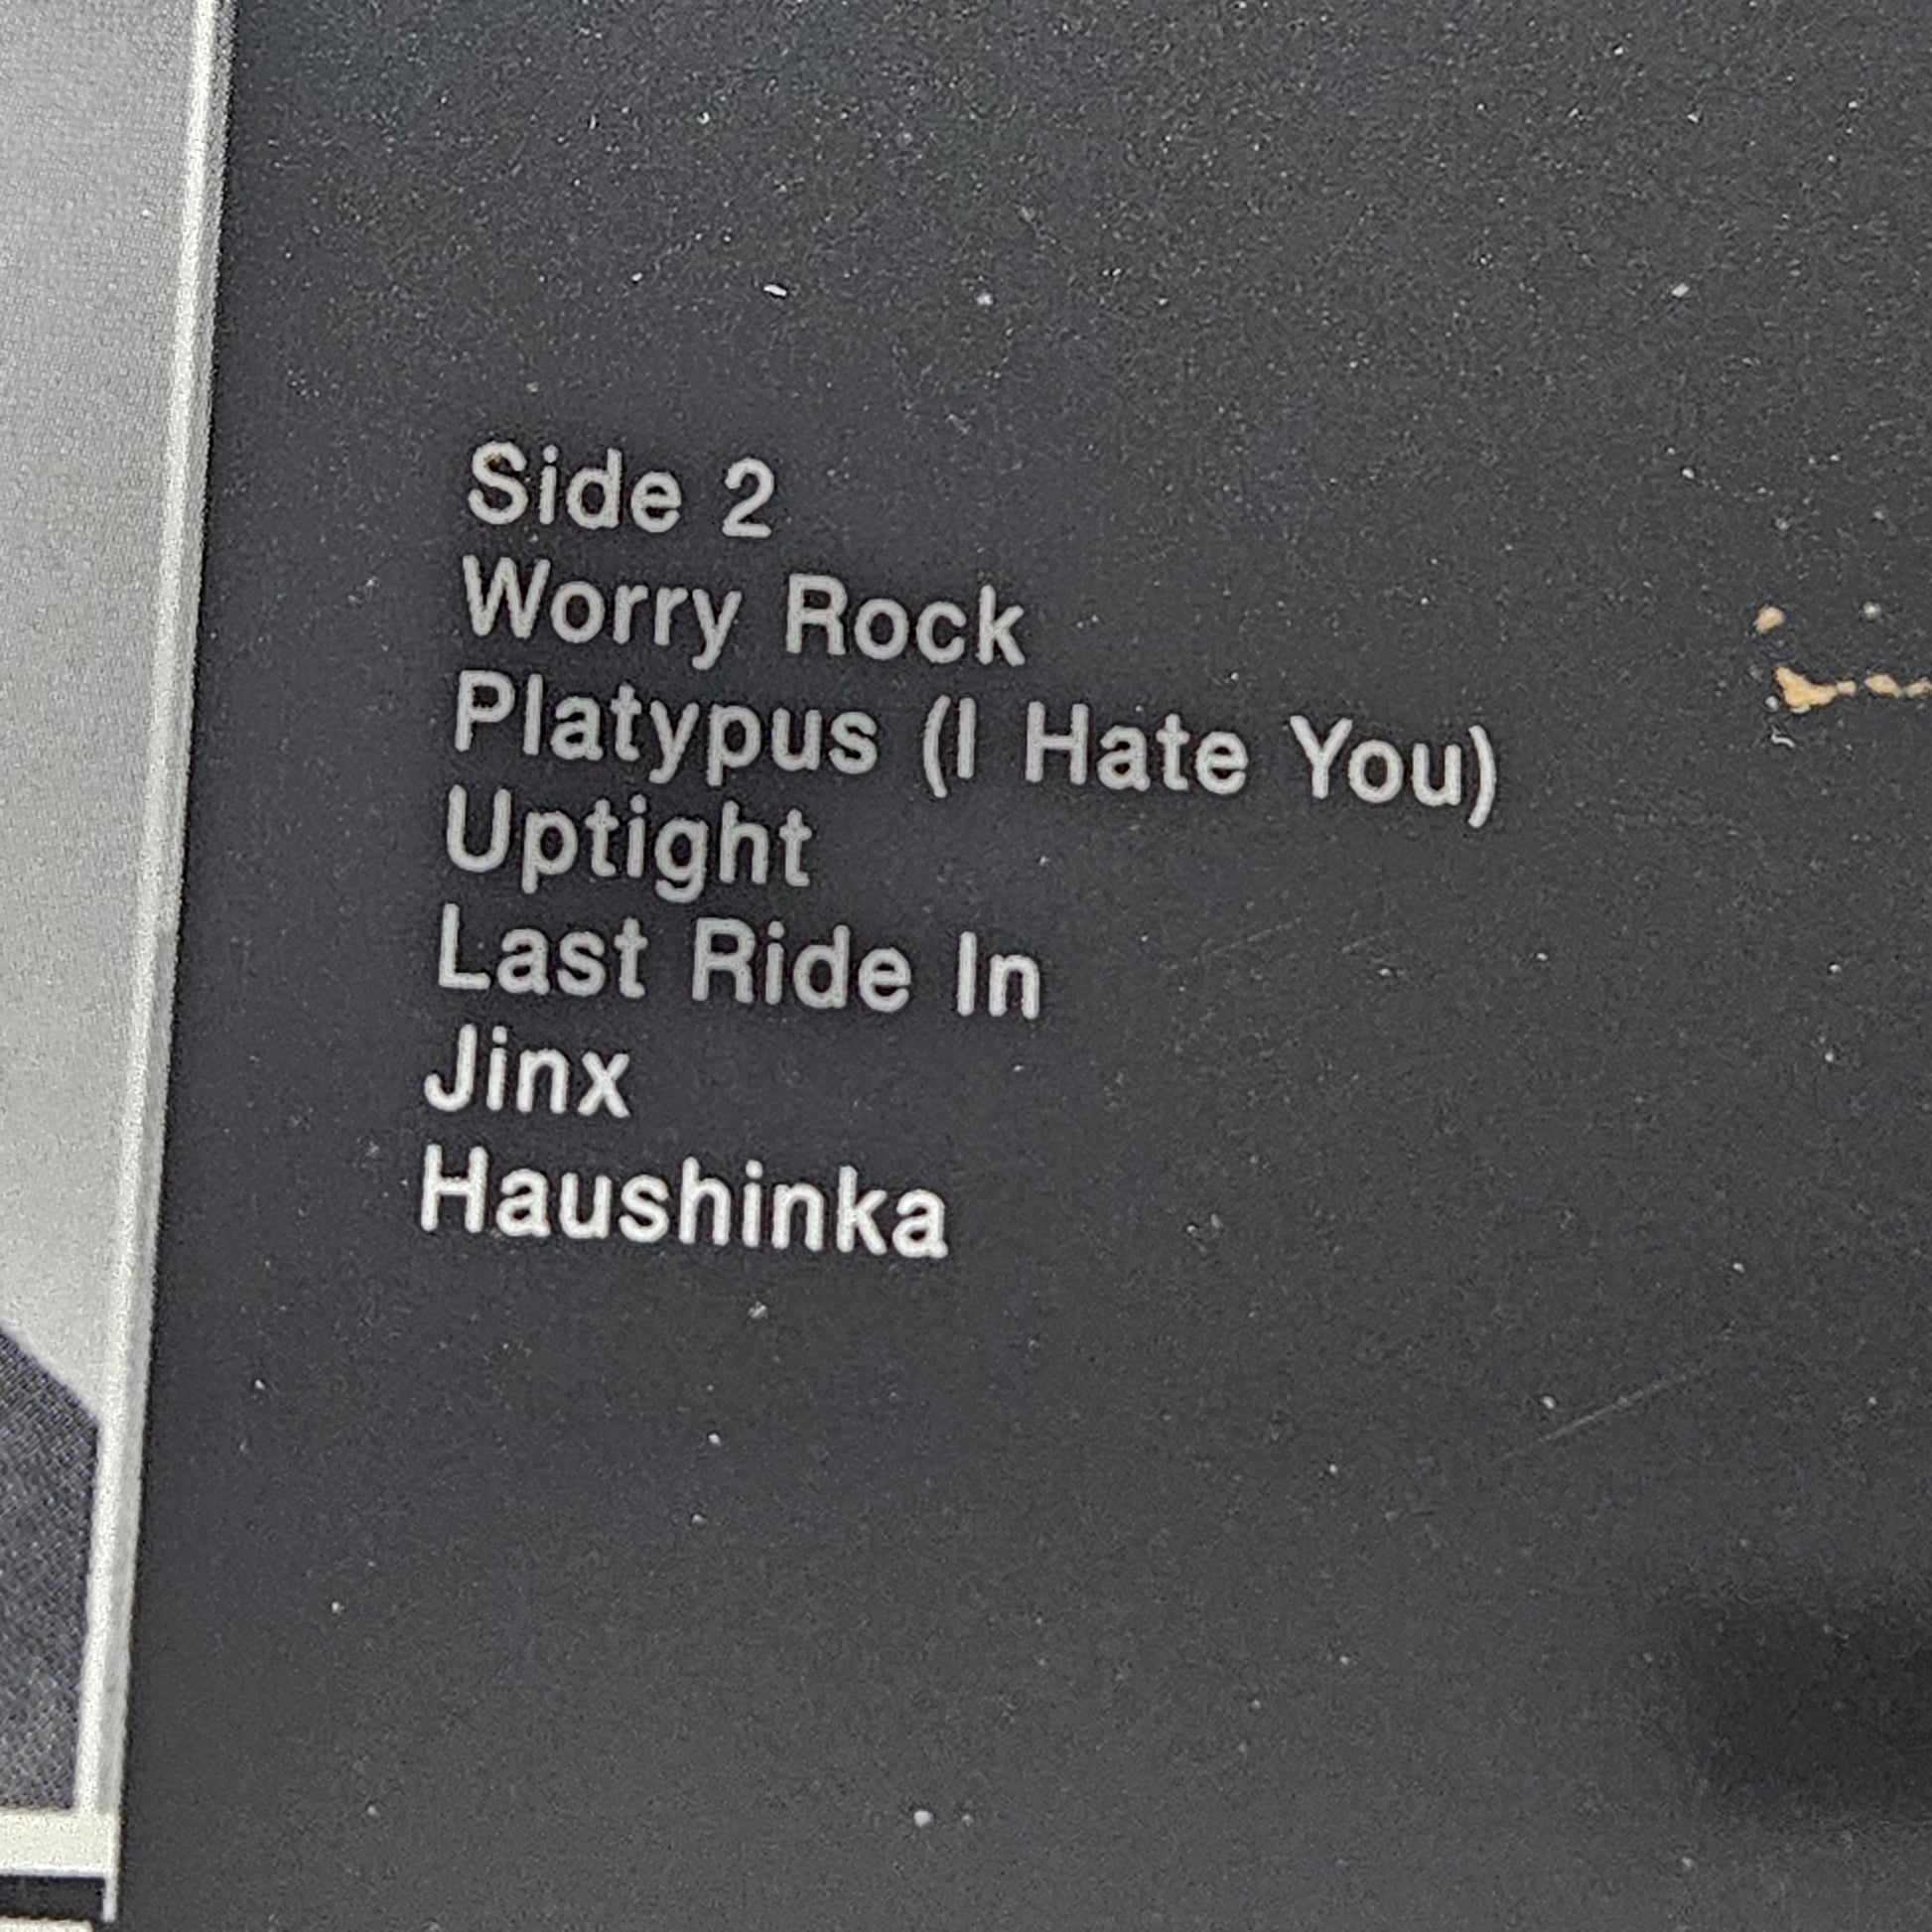 Side 2
Worry Rock
Platypus (I Hate You)
Uptight
Last Ride In
Jinx
Haushinka